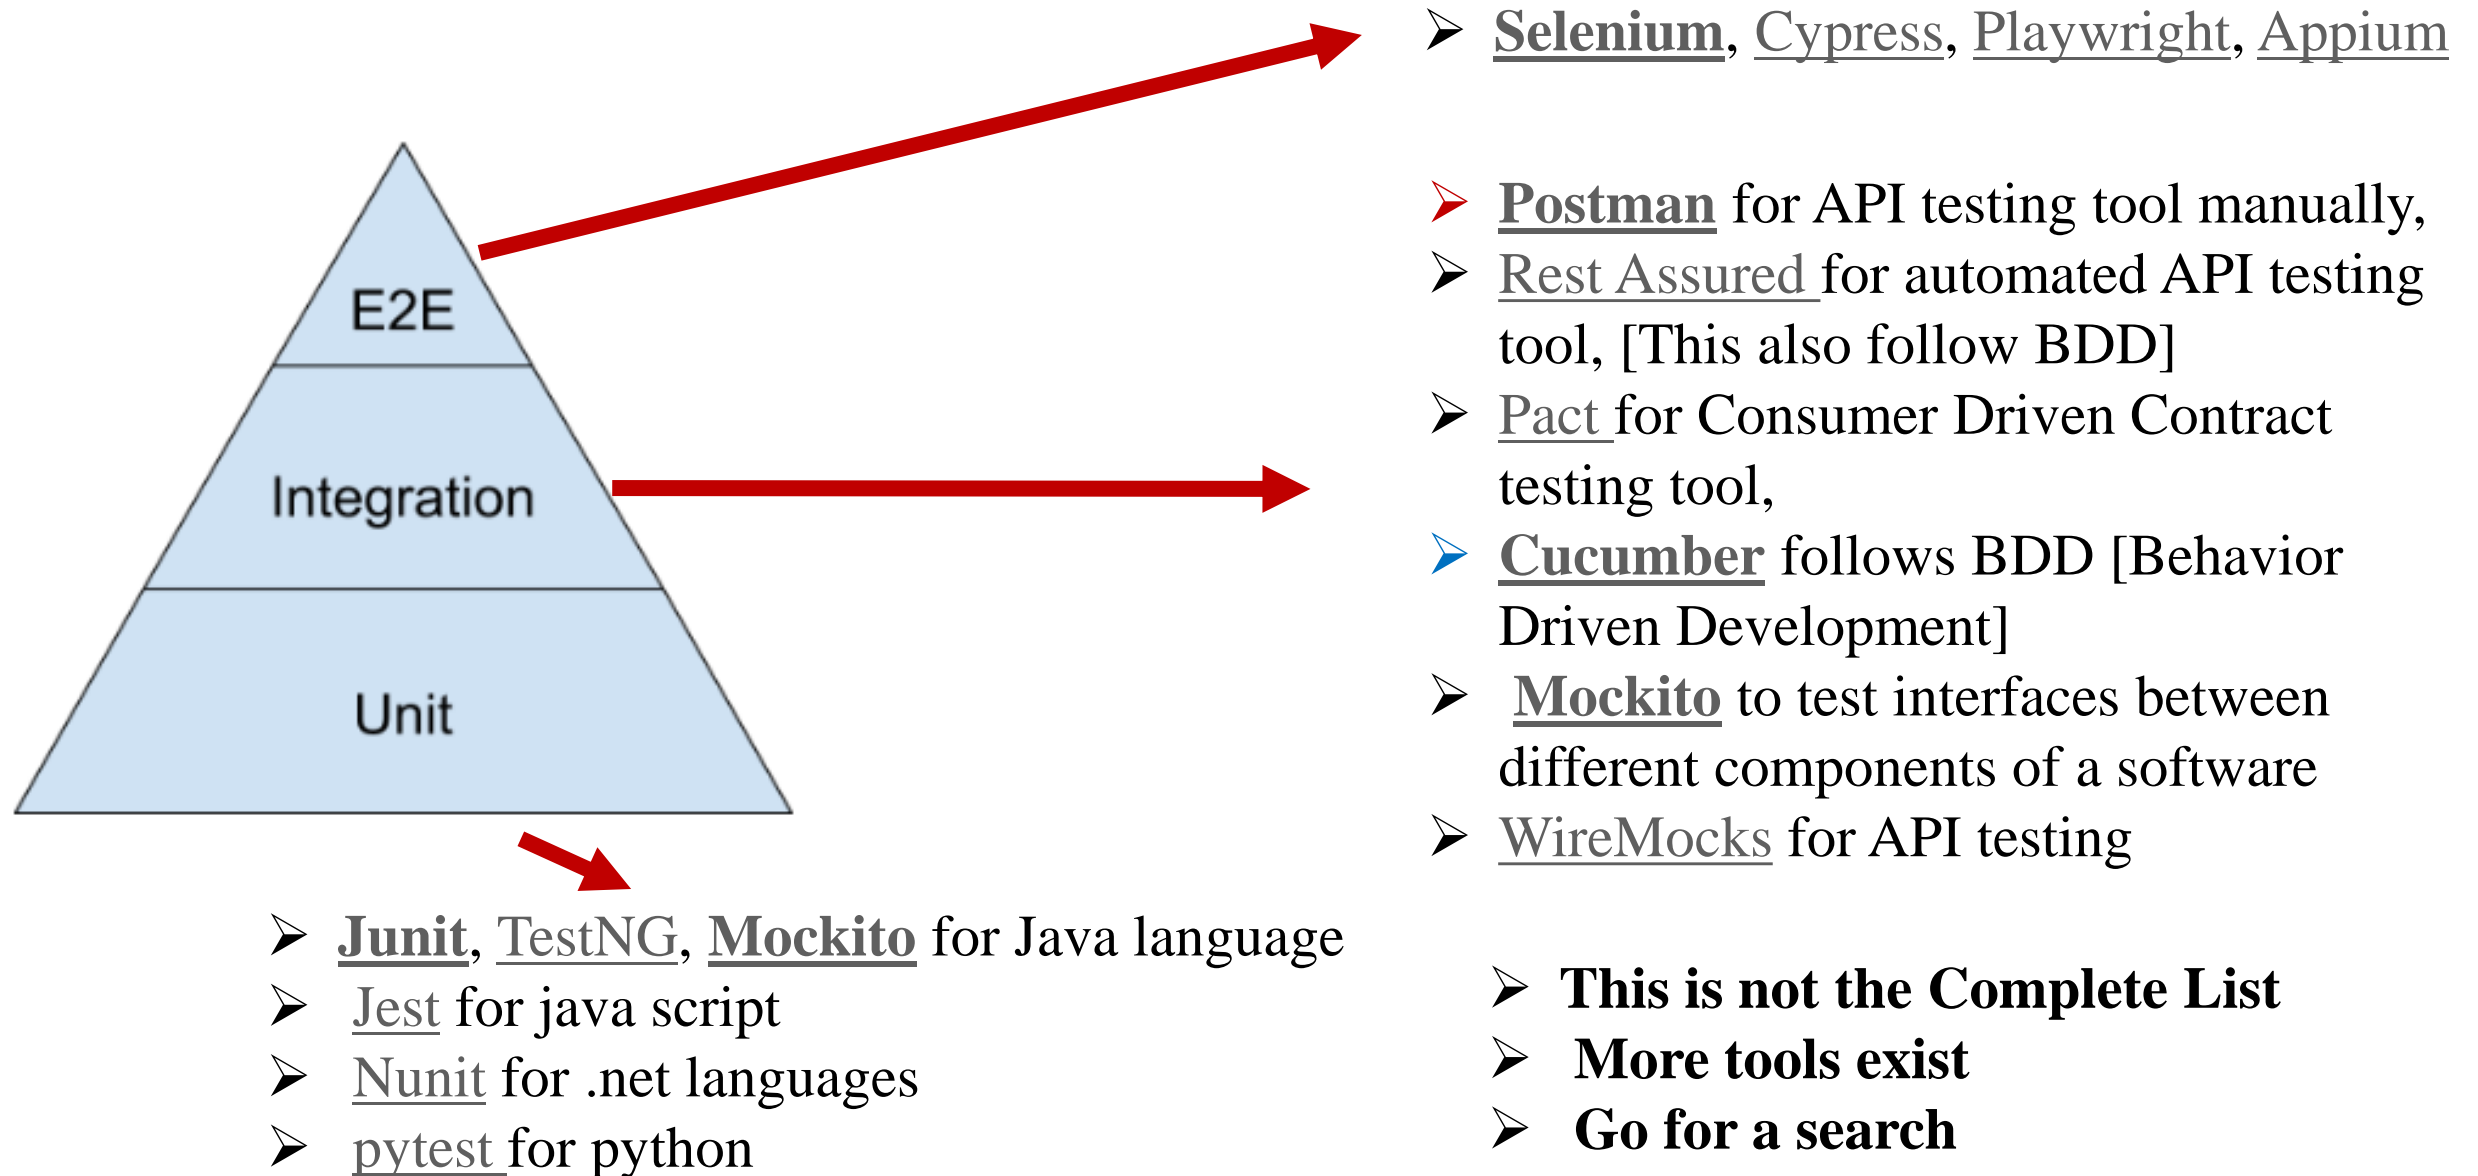 Selenium, Cypress, Playwright, Appium
E2E
Integration
Unit
Postman for API testing tool manually,
Rest Assured for automated API testing
tool, [This also follow BDD]
Pact for Consumer Driven Contract
testing tool,
Cucumber follows BDD [Behavior
Driven Development]
Mockito to test interfaces between
different components of a software
WireMocks for API testing
Junit, TestNG, Mockito for Java language
Jest for java script
Nunit for .net languages
pytest for python
This is not the Complete List
More tools exist
Go for a search